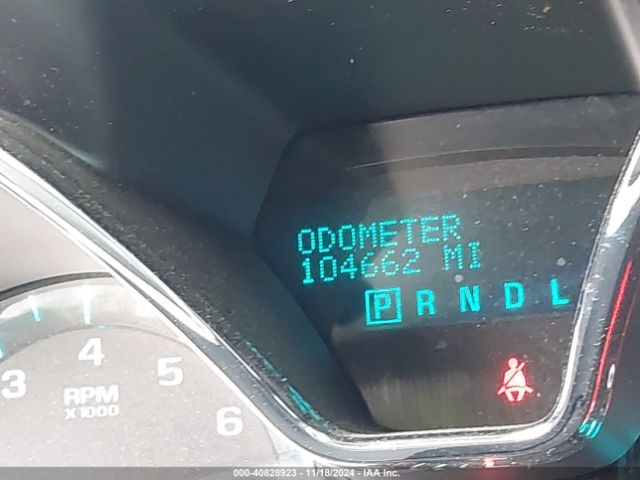 ODOMETER
104662 MI
P R N D L
3 4 5 6
RPM
X1000
000-40828923 - 11/18/2024 - IAA Inc.